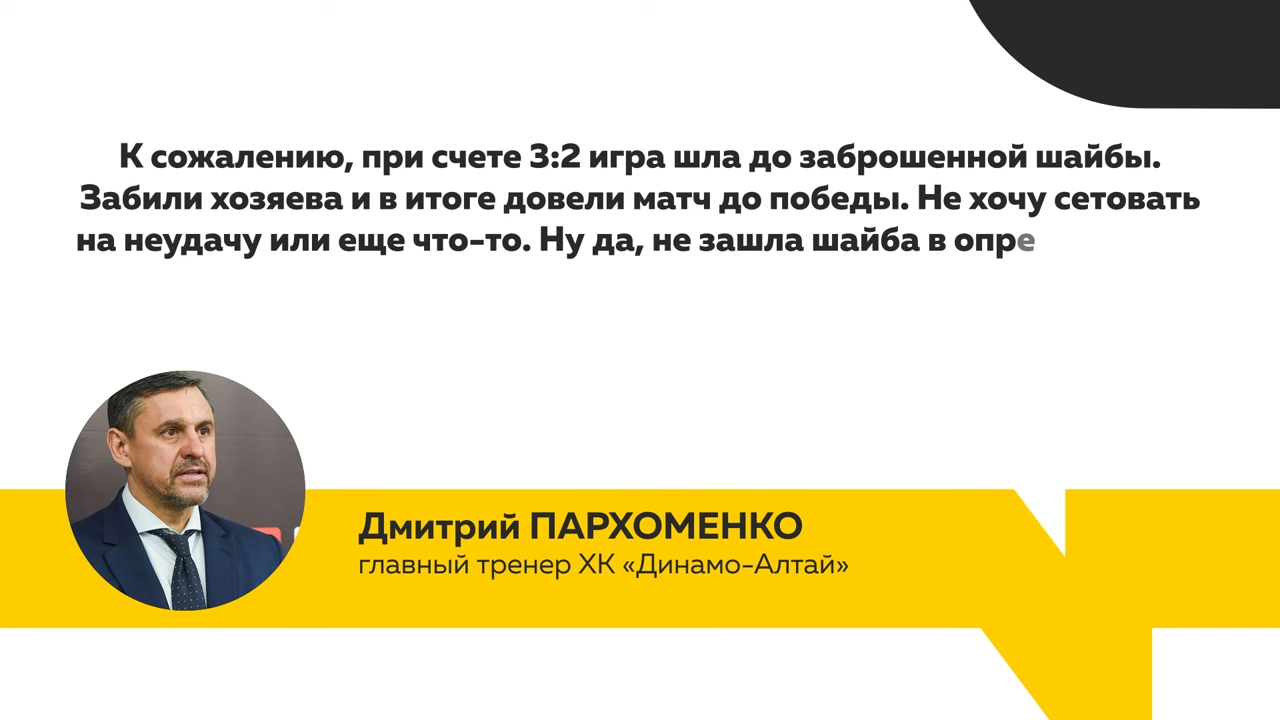 К сожалению, при счете 3:2 игра шла до заброшенной шайбы.
Забили хозяева и в итоге довели матч до победы. Не хочу сетовать
на неудачу или еще что-то. Ну да, не зашла шайба в опре
Дмитрий ПАРХОМЕНКО
главный тренер ХК «Динамо-Алтай»